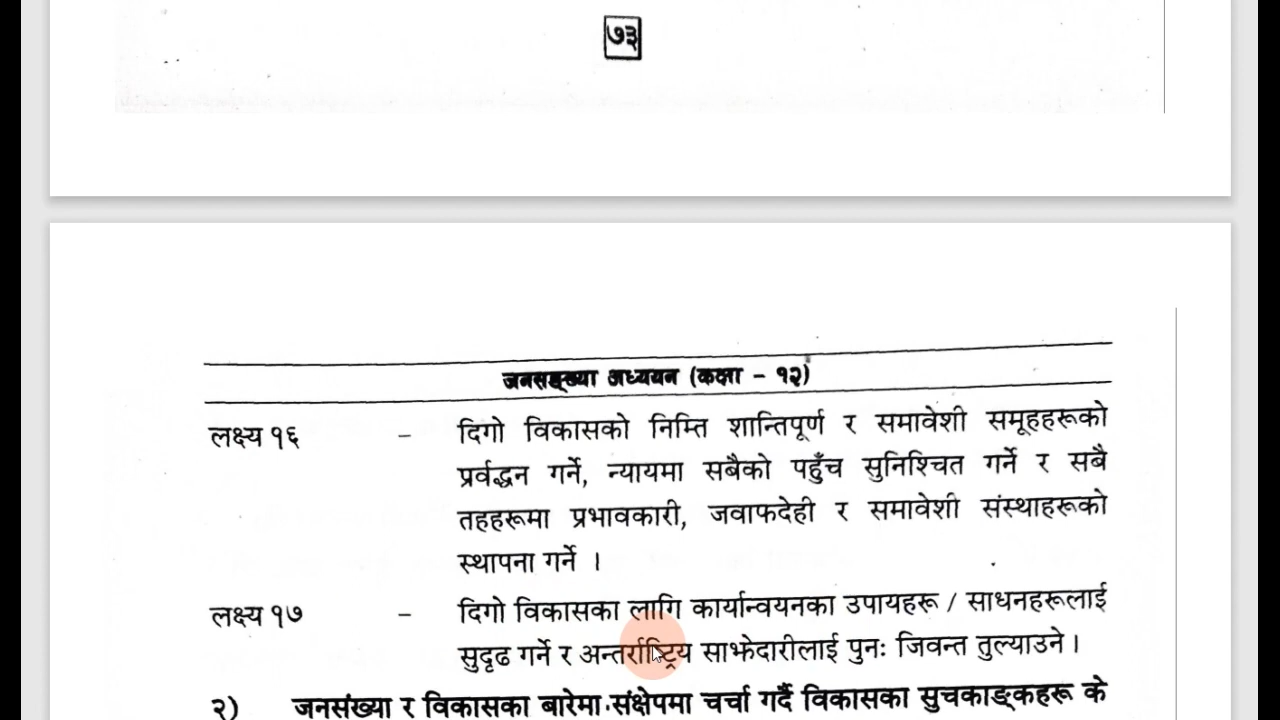 ७३
जनसङ्ख्या अध्ययन (कक्षा - १२)
लक्ष्य १६ - दिगो विकासको निम्ति शान्तिपूर्ण र समावेशी समूहहरूको
प्रर्वद्धन गर्ने, न्यायमा सबैको पहुँच सुनिश्चित गर्ने र सबै
तहहरूमा प्रभावकारी, जवाफदेही र समावेशी संस्थाहरूको
स्थापना गर्ने ।
लक्ष्य १७ - दिगो विकासका लागि कार्यान्वयनका उपायहरू / साधनहरूलाई
सुदृढ गर्ने र अन्तर्राष्ट्रिय साझेदारीलाई पुनः जिवन्त तुल्याउने ।
२) जनसंख्या र विकासका बारेमा संक्षेपमा चर्चा गर्दै विकासका सुचकाङ्कहरू के